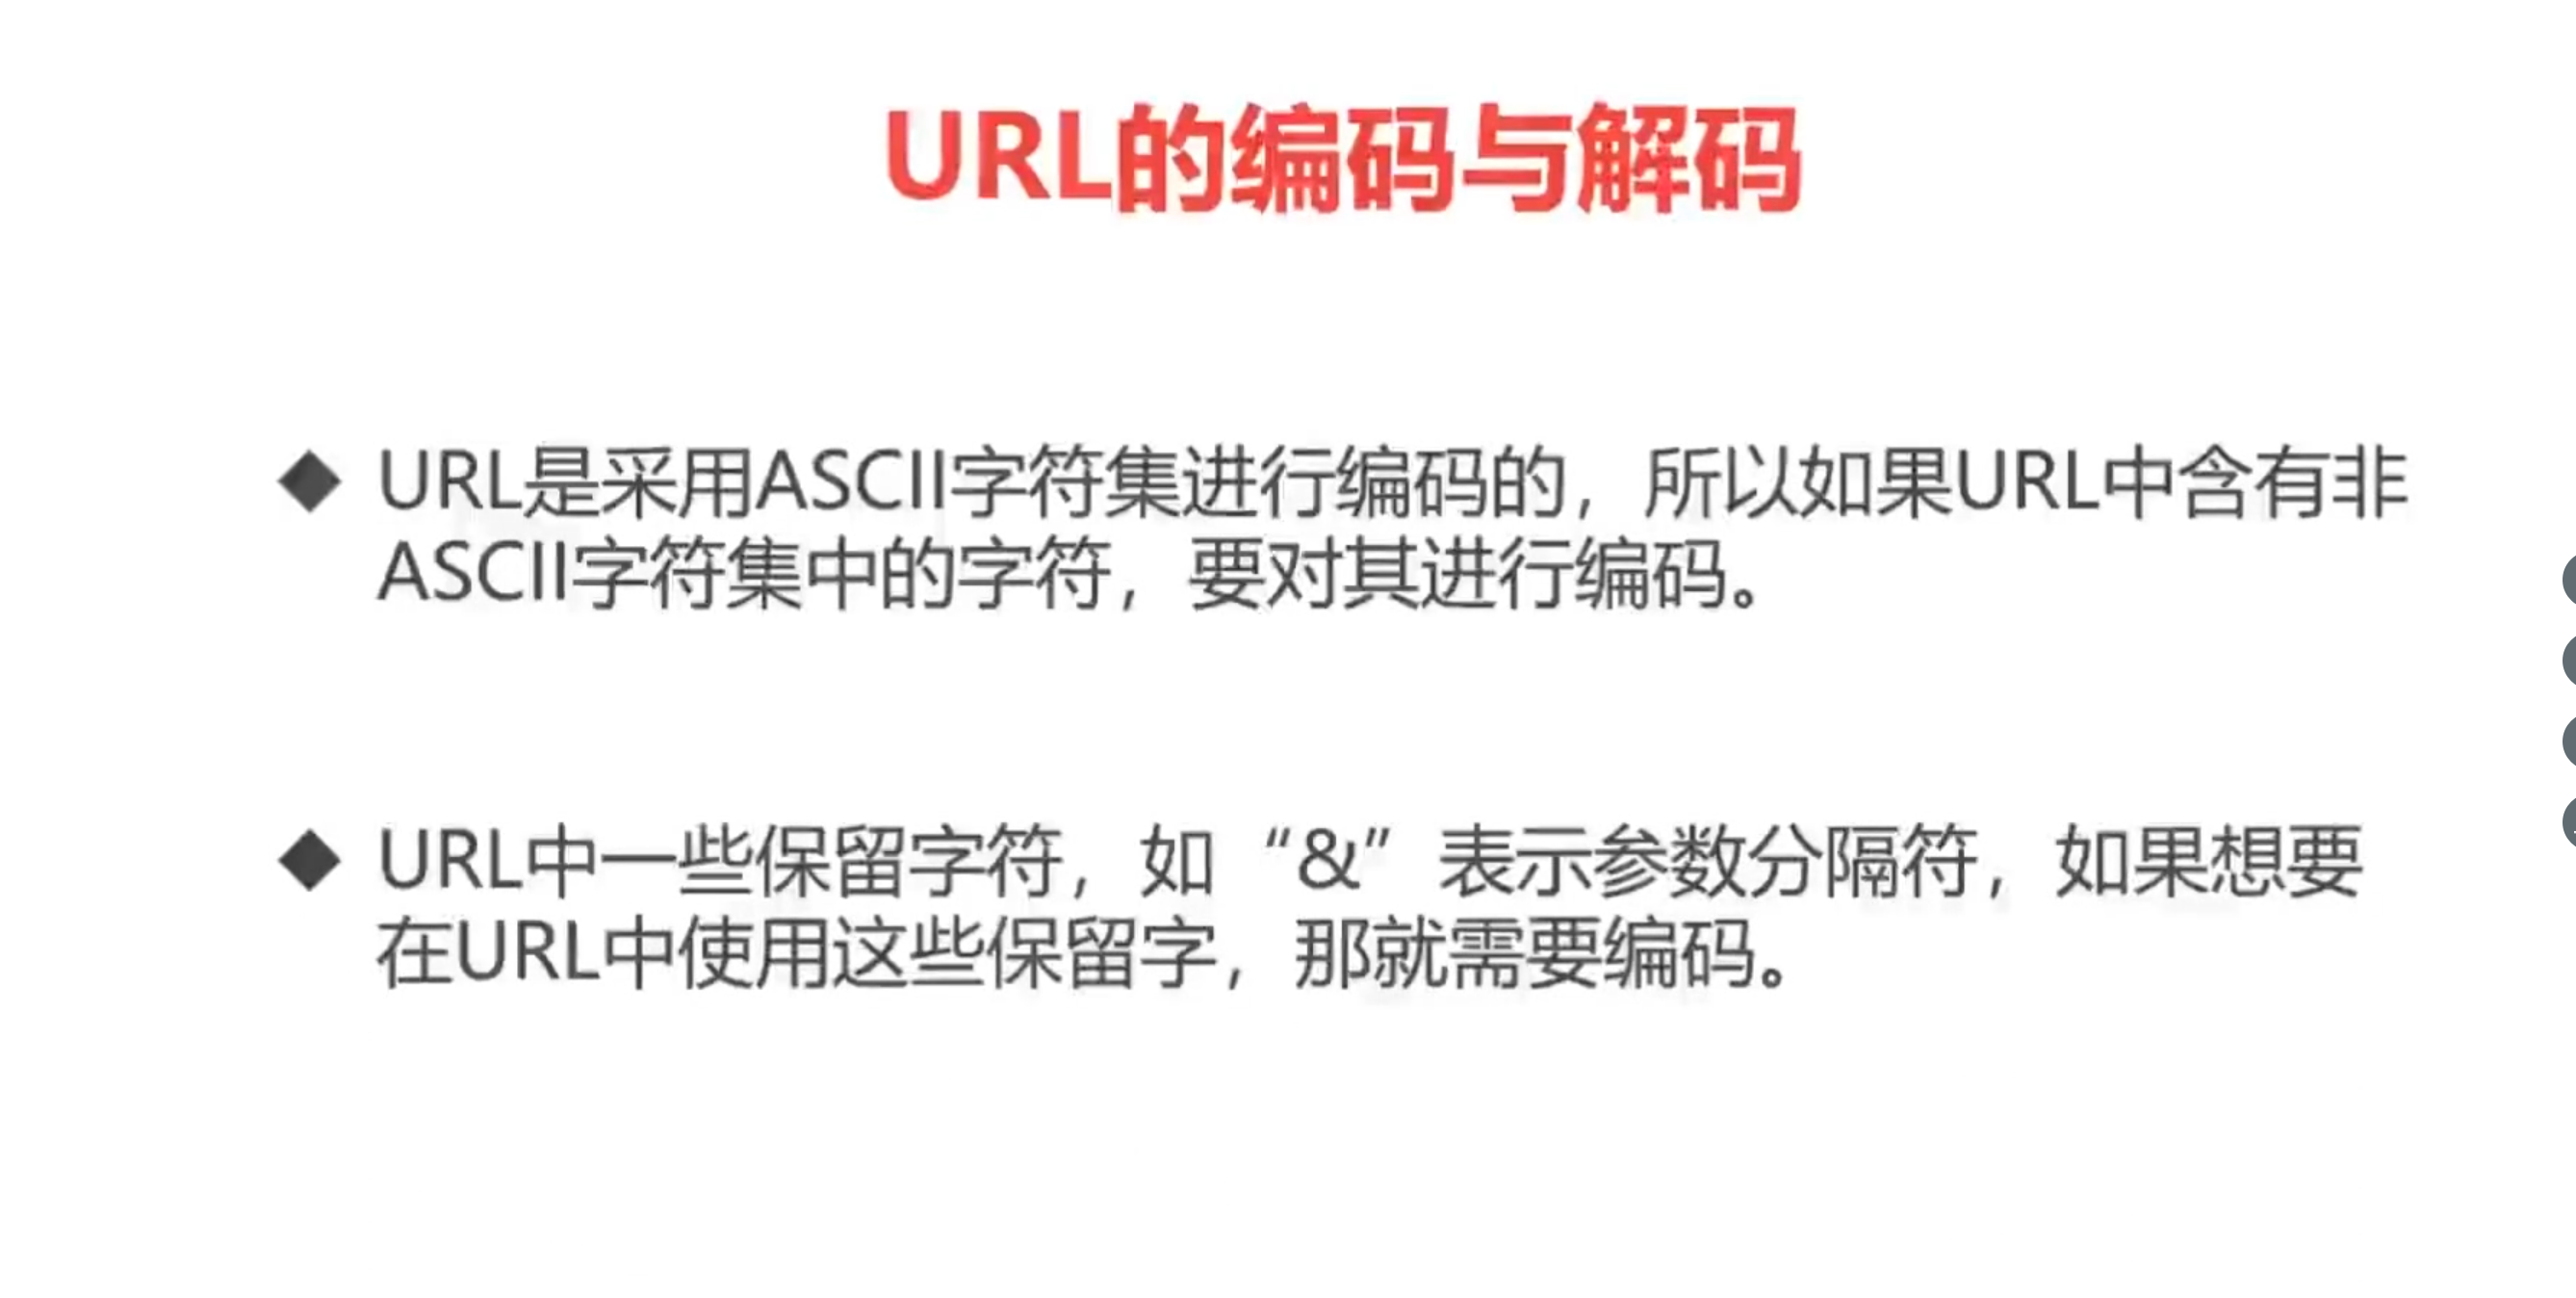 URL的编码与解码
◆ URL是采用ASCII字符集进行编码的，所以如果URL中含有非
ASCII字符集中的字符，要对其进行编码。
◆ URL中一些保留字符，如“&”表示参数分隔符，如果想要
在URL中使用这些保留字，那就需要编码。